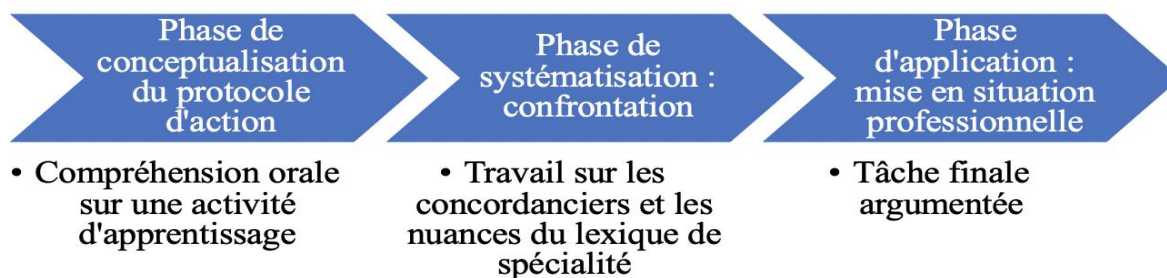 Phase de
conceptualisation
du protocole
d'action
Phase de
systématisation :
confrontation
Phase
d'application :
mise en situation
professionnelle
• Compréhension orale
sur une activité
d'apprentissage
• Travail sur les
concordanciers et les
nuances du lexique de
spécialité
• Tâche finale
argumentée